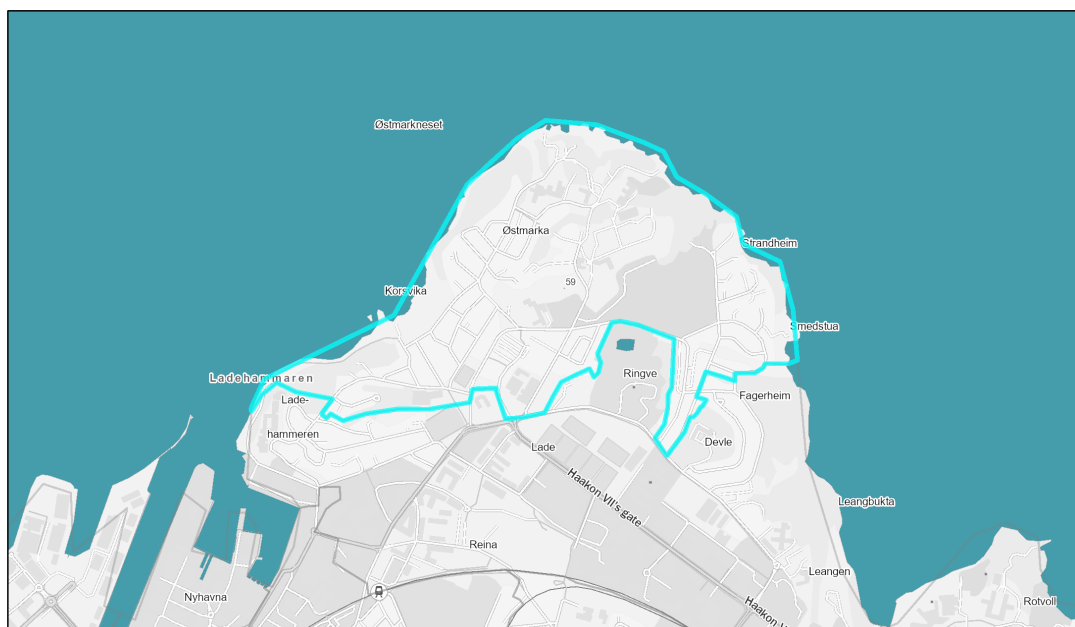 Østmarkneset
Østmarka
Strandheim
59
Korsvika
Smedstua
Ladehammaren
Ringve
Lade-
hammeren
Fagerheim
Devle
Lade
Haakon VII's gate
Leangbukta
Reina
Leangen
Nyhavna
Rotvoll
Haakon V